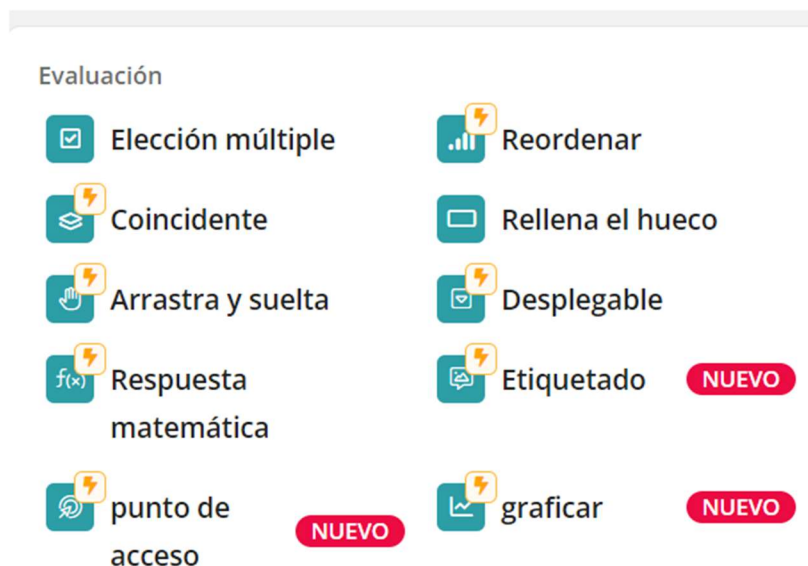 Evaluación
Elección múltiple
Reordenar
Coincidente
Rellena el hueco
Arrastra y suelta
Desplegable
f(x) Respuesta
matemática
Etiquetado NUEVO
punto de
acceso NUEVO
graficar NUEVO